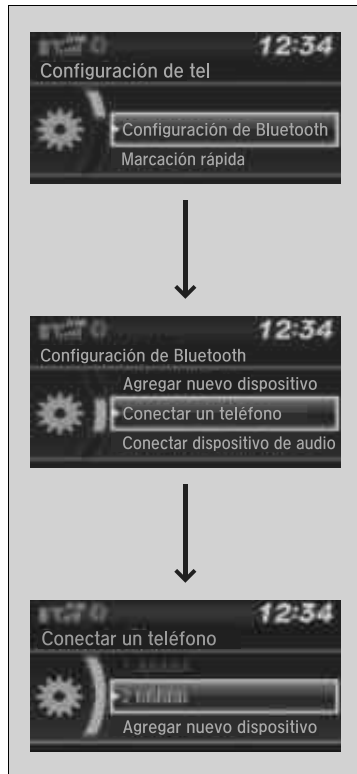 12:34
Configuración de tel
Configuración de Bluetooth
Marcación rápida
12:34
Configuración de Bluetooth
Agregar nuevo dispositivo
Conectar un teléfono
Conectar dispositivo de audio
12:34
Conectar un teléfono
Agregar nuevo dispositivo